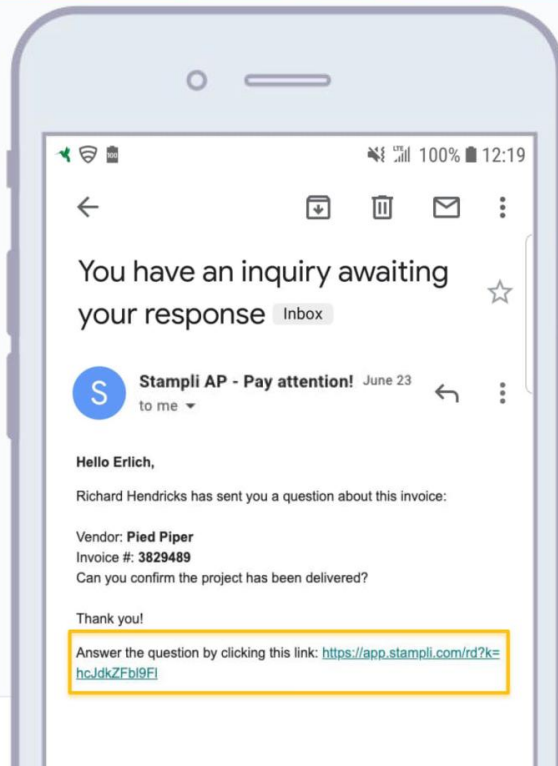 100 LTE 100% 12:19
You have an inquiry awaiting
your response Inbox
S Stampli AP - Pay attention! June 23
to me
Hello Erlich,
Richard Hendricks has sent you a question about this invoice:
Vendor: Pied Piper
Invoice #: 3829489
Can you confirm the project has been delivered?
Thank you!
Answer the question by clicking this link: https://app.stampli.com/rd?k=
hcJdkZFbl9Fl